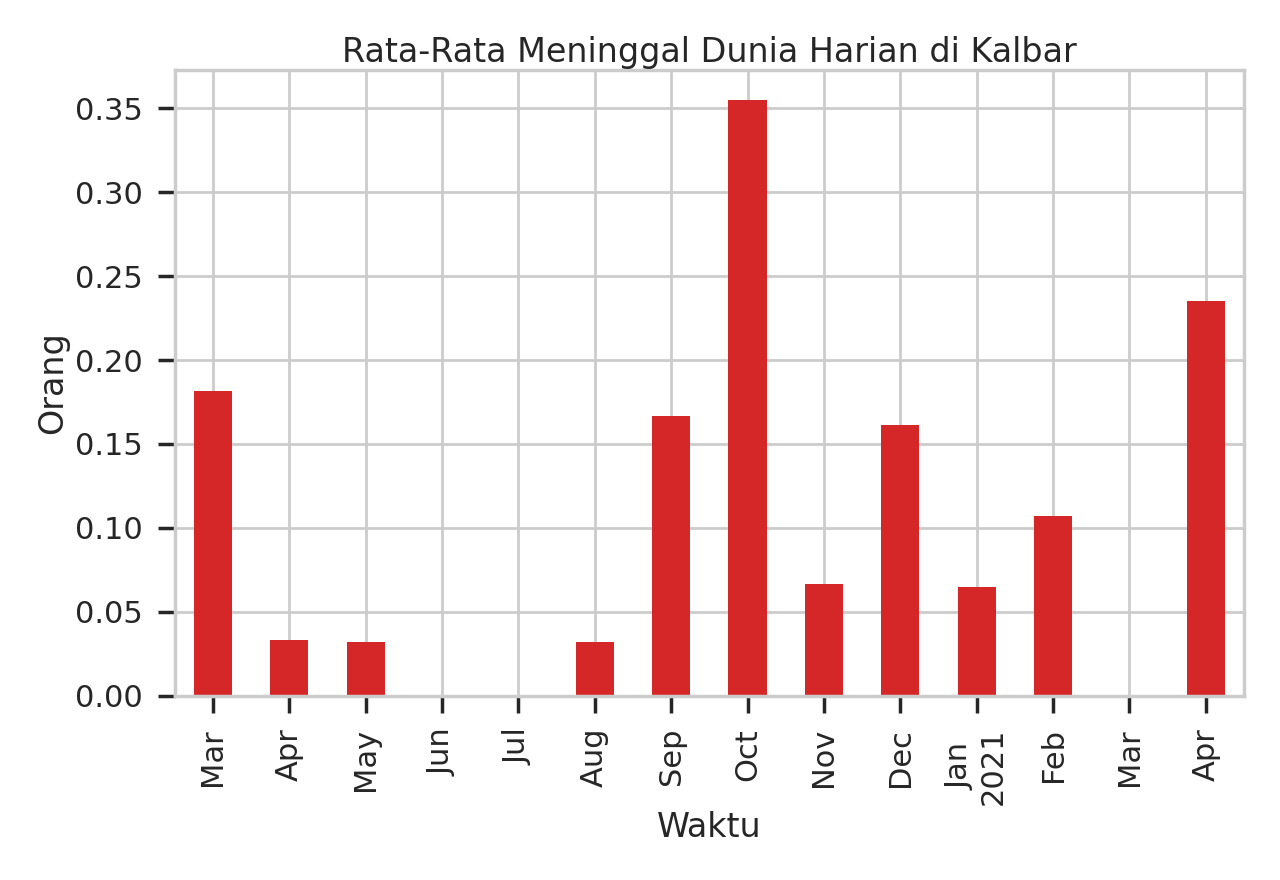 Rata-Rata Meninggal Dunia Harian di Kalbar
0.35
0.30
0.25
0.20
0.15
0.10
0.05
0.00
Orang
Mar
Apr
May
Jun
Jul
Aug
Sep
Oct
Nov
Dec
Jan
2021
Feb
Mar
Apr
Waktu